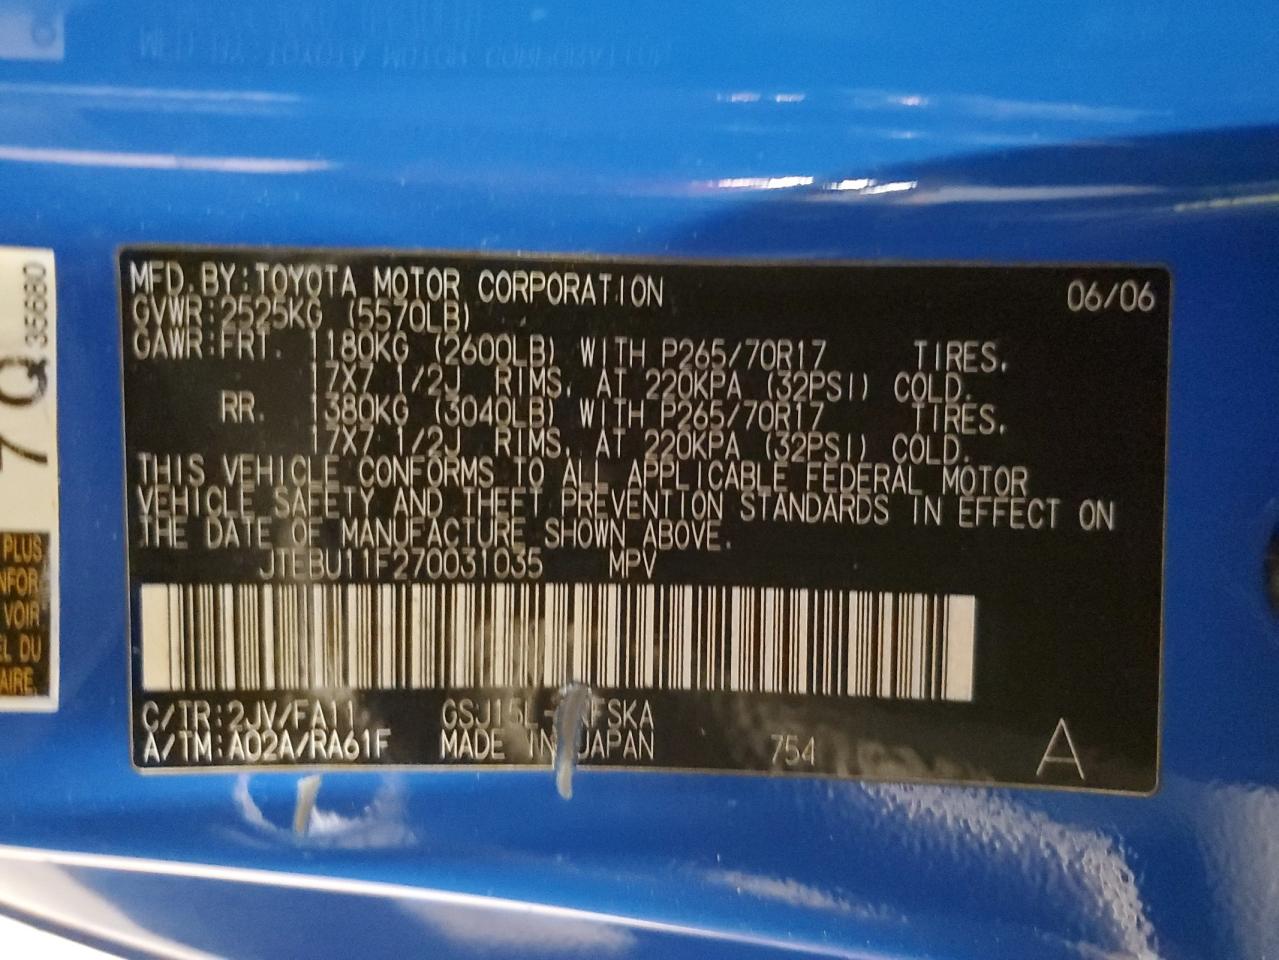 MFD.BY:TOYOTA MOTOR CORPORATION 06/06
GVWR:2525KG (5570LB)
GAWR:FRT. 1180KG (2600LB) WITH P265/70R17 TIRES,
17X7 1/2J RIMS, AT 220KPA (32PSI) COLD.
RR. 1380KG (3040LB) WITH P265/70R17 TIRES,
17X7 1/2J RIMS, AT 220KPA (32PSI) COLD.
THIS VEHICLE CONFORMS TO ALL APPLICABLE FEDERAL MOTOR
VEHICLE SAFETY AND THEFT PREVENTION STANDARDS IN EFFECT ON
THE DATE OF MANUFACTURE SHOWN ABOVE.
JTEBU11F270031035 MPV
C/TR:2JV/FA11
A/TM:A02A/RA61F MADE IN JAPAN 754 A
356680
PLUS
VOIR
DU